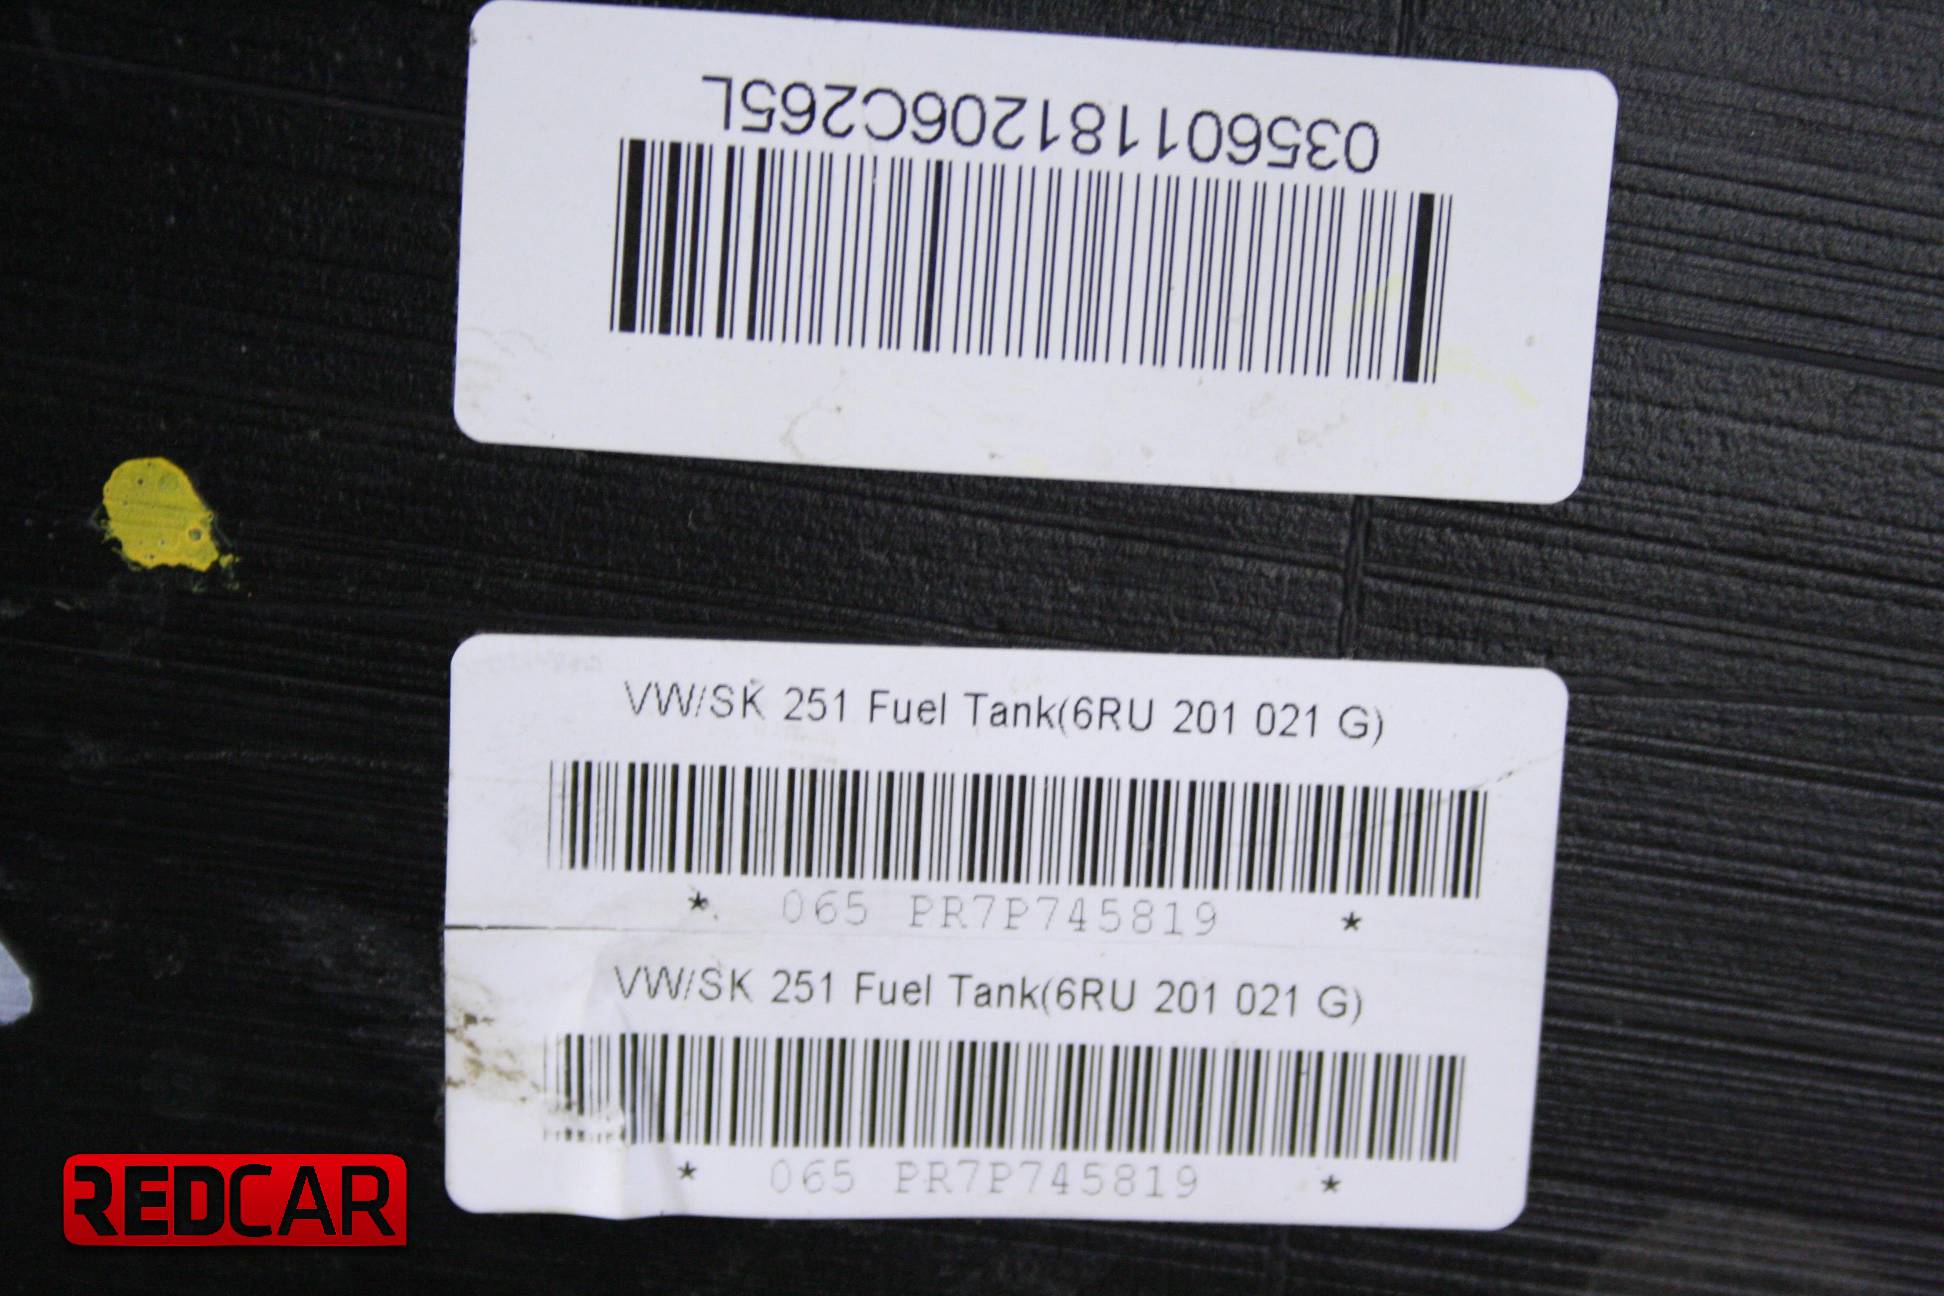 035601181206C265L
VW/SK 251 Fuel Tank(6RU 201 021 G)
* 065 PR7P745819 *
VW/SK 251 Fuel Tank(6RU 201 021 G)
* 065 PR7P745819 *
REDCAR